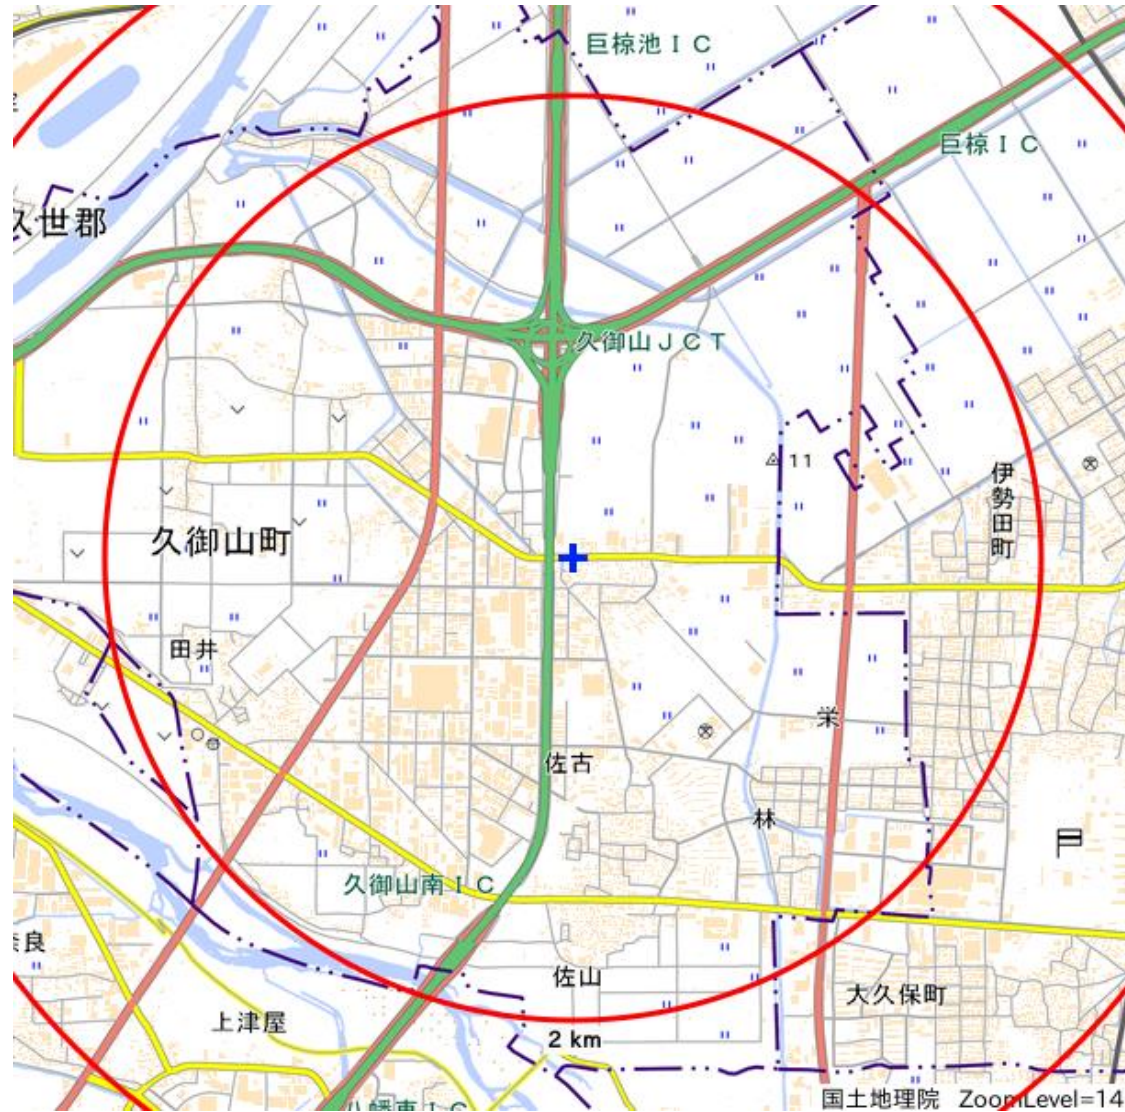 巨椋池IC
巨椋IC
久世郡
久御山JCT
11
伊勢田町
久御山町
田井
栄
佐古
林
久御山南IC
佐山
大久保町
上津屋
2 km
国土地理院 ZoomLevel=14